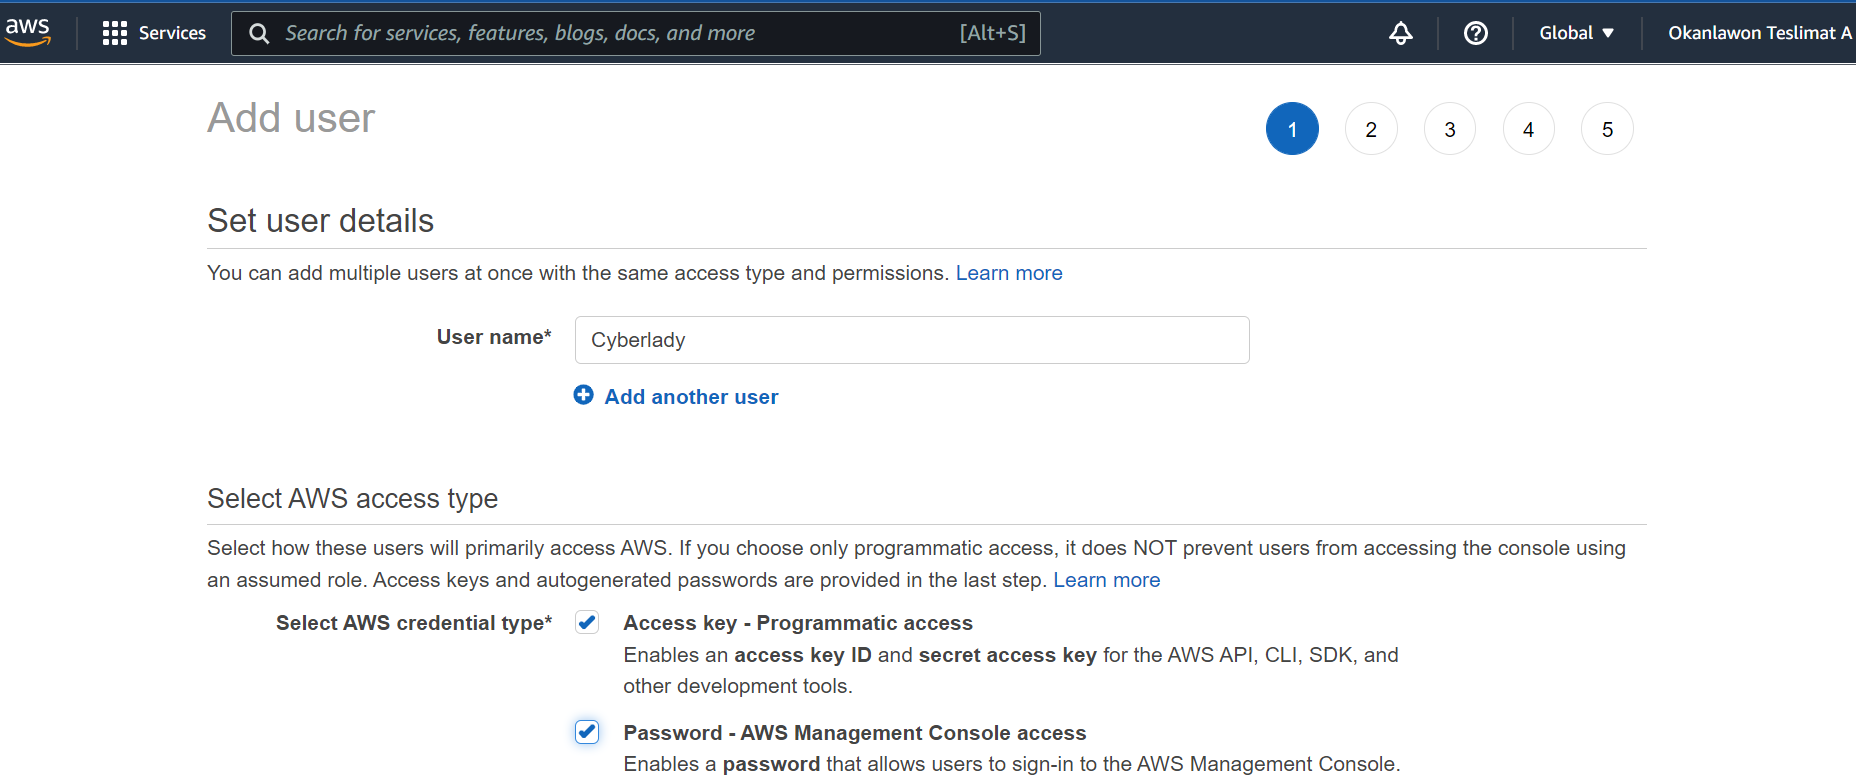 aws Services Search for services, features, blogs, docs, and more [Alt+S] Global Okanlawon Teslimat A
Add user
1 2 3 4 5
Set user details
You can add multiple users at once with the same access type and permissions. Learn more
User name* Cyberlady
Add another user
Select AWS access type
Select how these users will primarily access AWS. If you choose only programmatic access, it does NOT prevent users from accessing the console using
an assumed role. Access keys and autogenerated passwords are provided in the last step. Learn more
Select AWS credential type* Access key - Programmatic access
Enables an access key ID and secret access key for the AWS API, CLI, SDK, and
other development tools.
Password - AWS Management Console access
Enables a password that allows users to sign-in to the AWS Management Console.